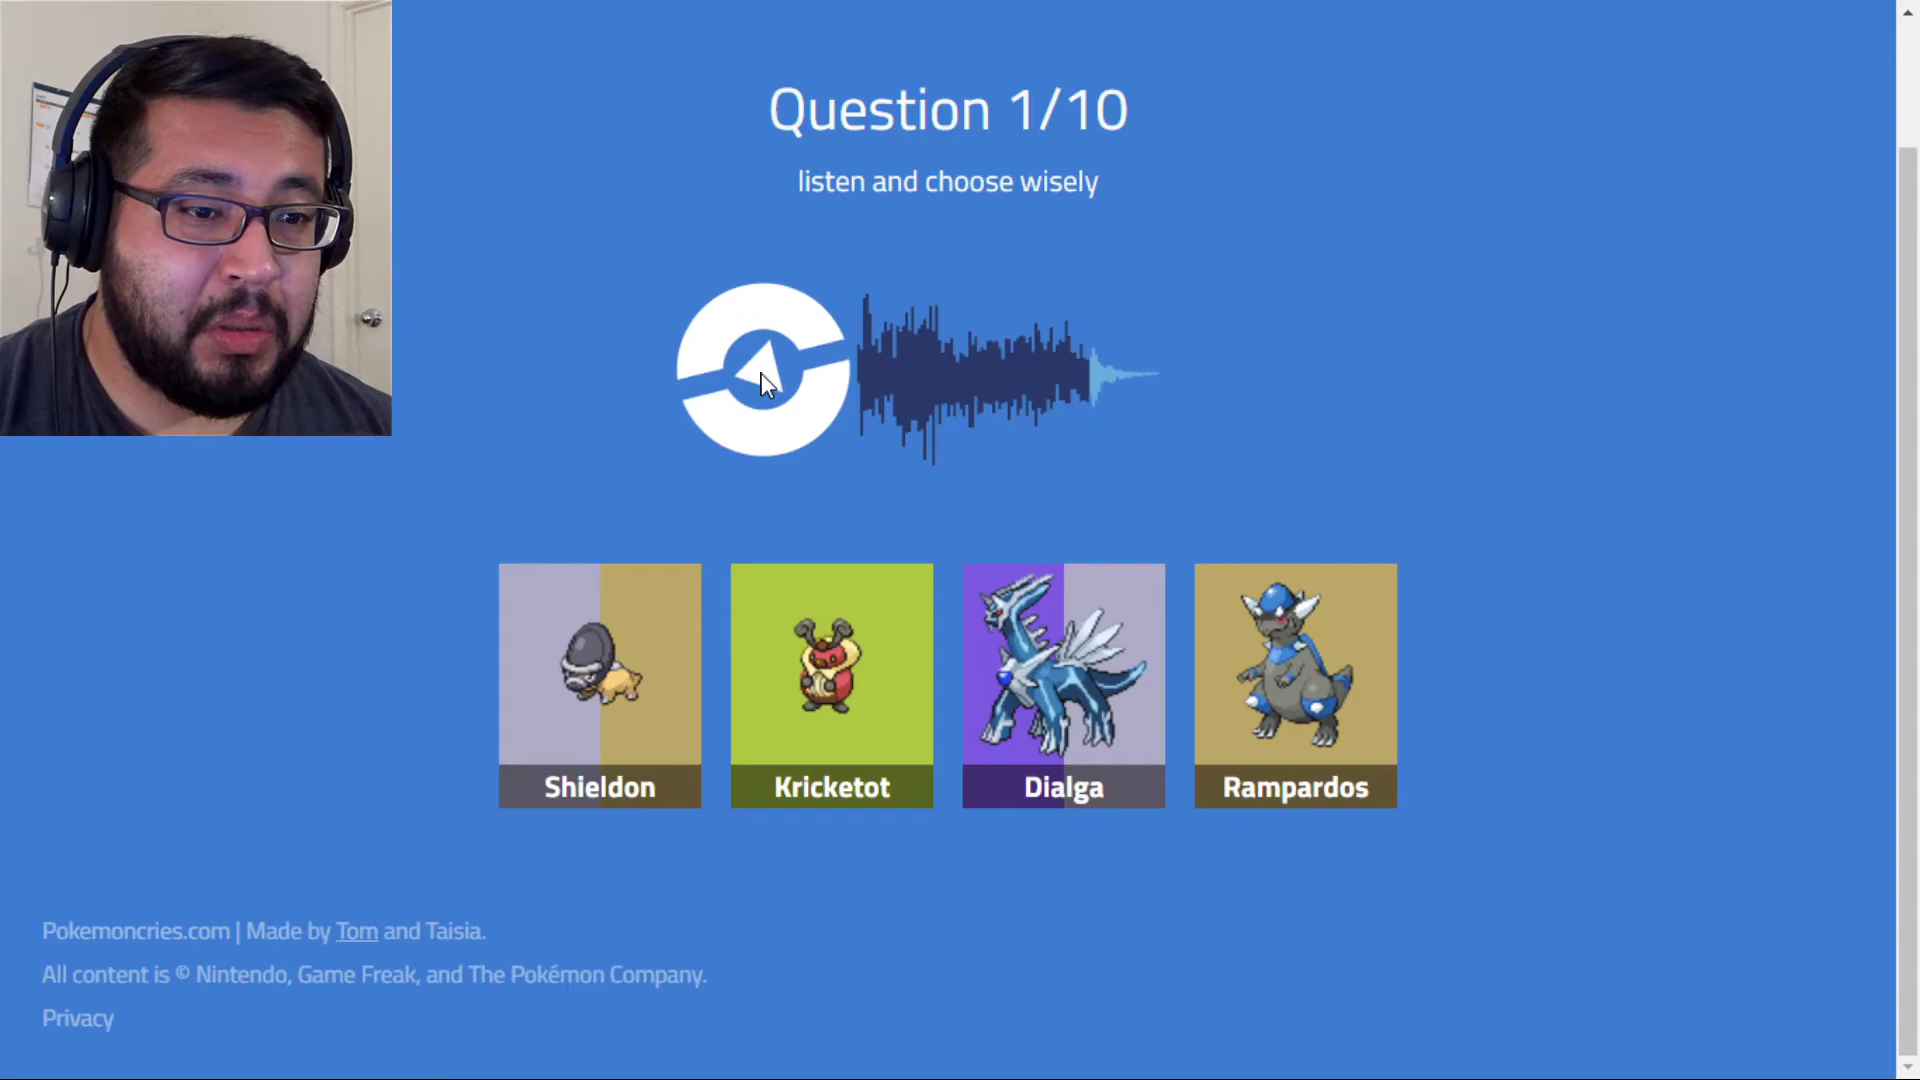 Question 1/10
listen and choose wisely
Shieldon
Kricketot
Dialga
Rampardos
Pokemoncries.com | Made by Tom and Taisia.
All content is © Nintendo, Game Freak, and The Pokémon Company.
Privacy